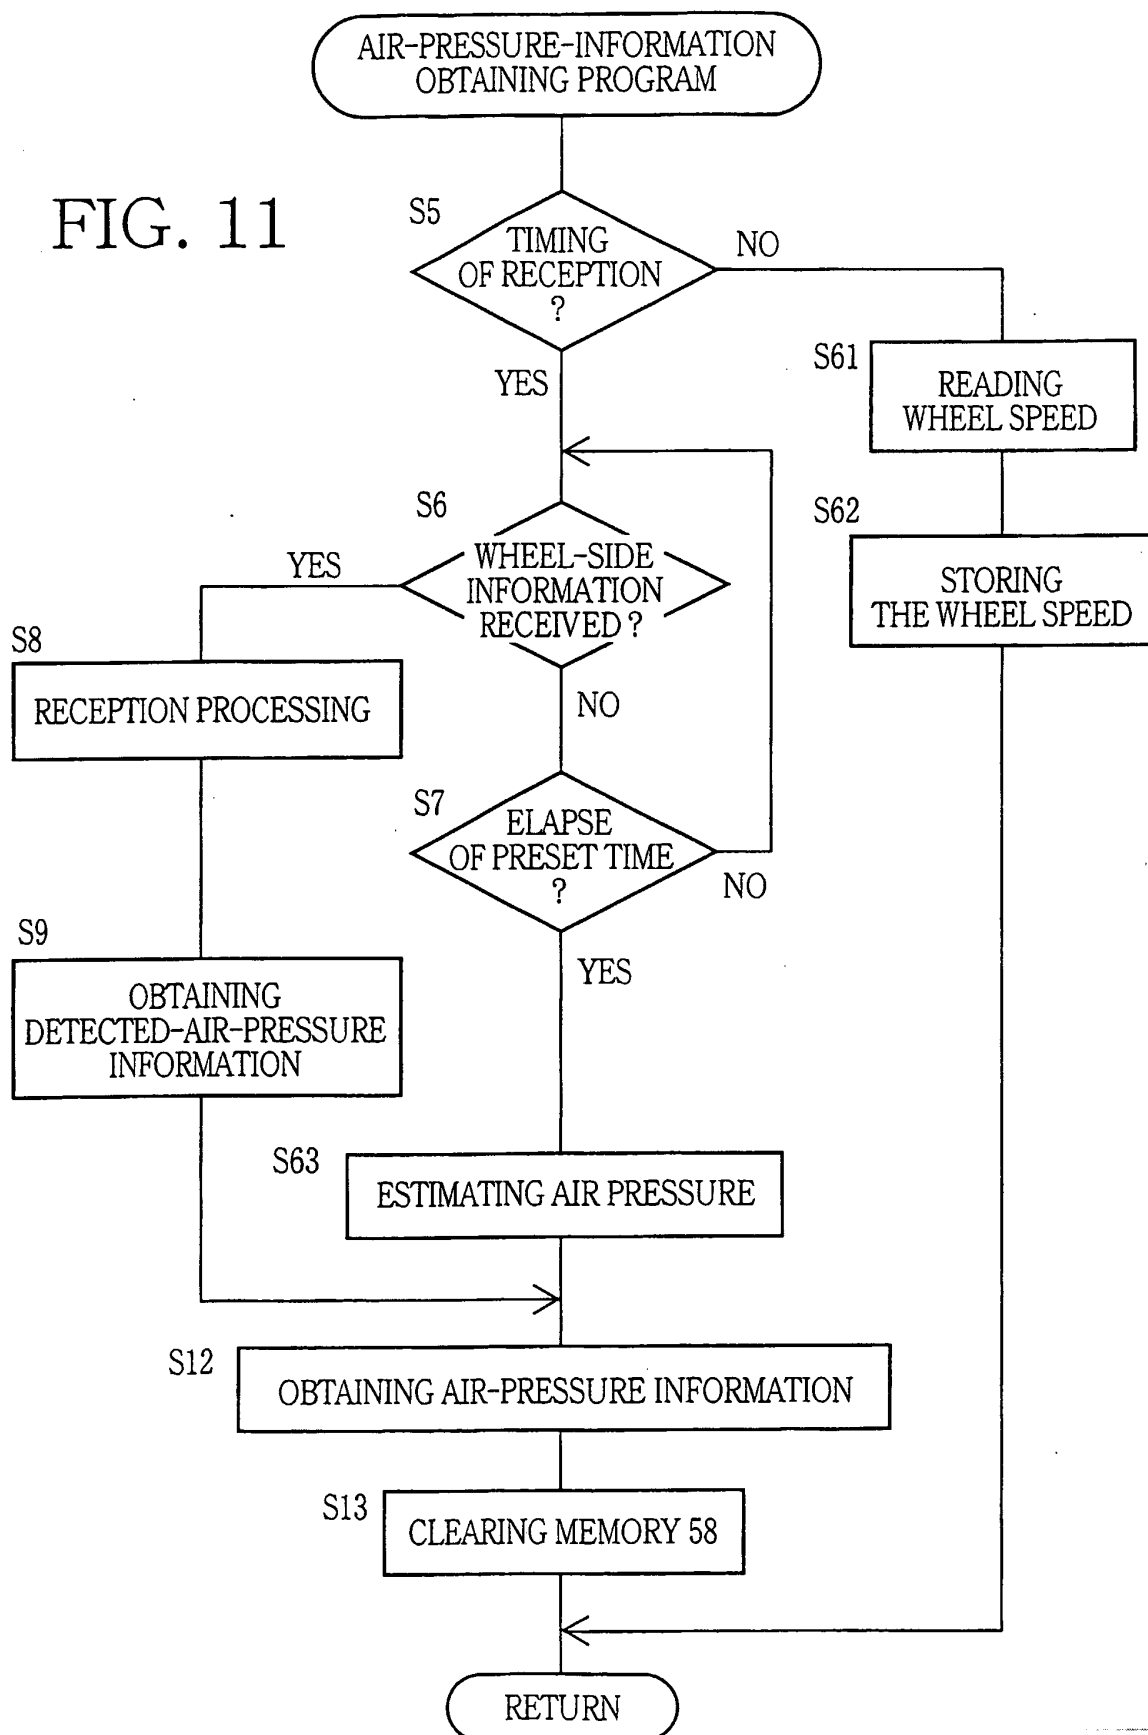 AIR-PRESSURE-INFORMATION
OBTAINING PROGRAM
FIG. 11
S5
TIMING
OF RECEPTION
?
NO
YES
S61
READING
WHEEL SPEED
S62
STORING
THE WHEEL SPEED
S6
WHEEL-SIDE
INFORMATION
RECEIVED ?
YES
NO
S8
RECEPTION PROCESSING
S7
ELAPSE
OF PRESET TIME
?
NO
YES
S9
OBTAINING
DETECTED-AIR-PRESSURE
INFORMATION
S63
ESTIMATING AIR PRESSURE
S12
OBTAINING AIR-PRESSURE INFORMATION
S13
CLEARING MEMORY 58
RETURN